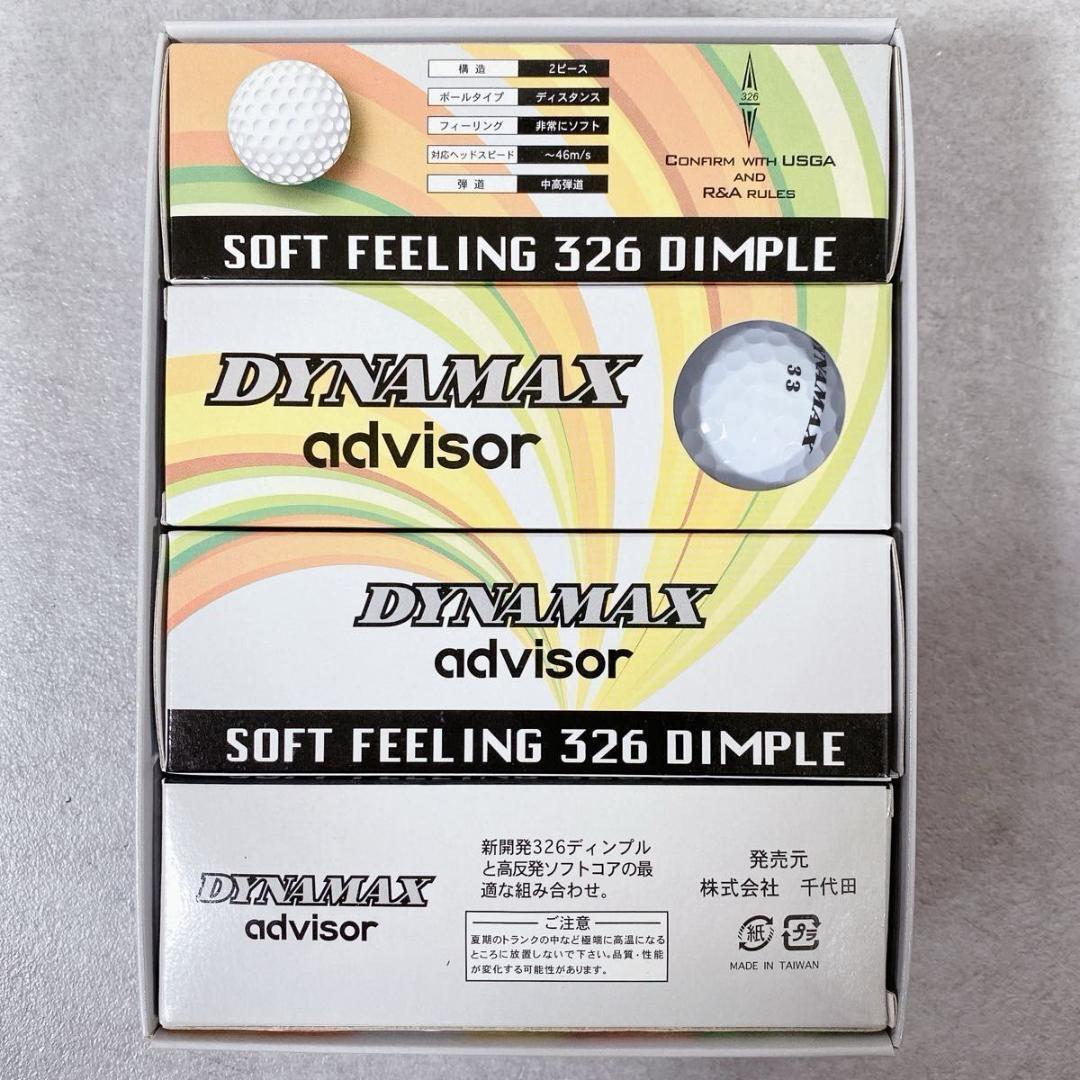 構造 2ピース
ボールタイプ ディスタンス
フィーリング 非常にソフト
対応ヘッドスピード ～46m/s
弾道 中高弾道
326
CONFIRM WITH USGA
AND
R&A RULES
SOFT FEELING 326 DIMPLE
DYNAMAX
advisor
DYNAMAX
33
DYNAMAX
advisor
SOFT FEELING 326 DIMPLE
DYNAMAX
advisor
新開発326ディンプル
と高反発ソフトコアの最
適な組み合わせ。
ご注意
夏期のトランクの中など極端に高温になる
ところに放置しないで下さい。品質・性能
が変化する可能性があります。
発売元
株式会社 千代田
紙 プラ
MADE IN TAIWAN